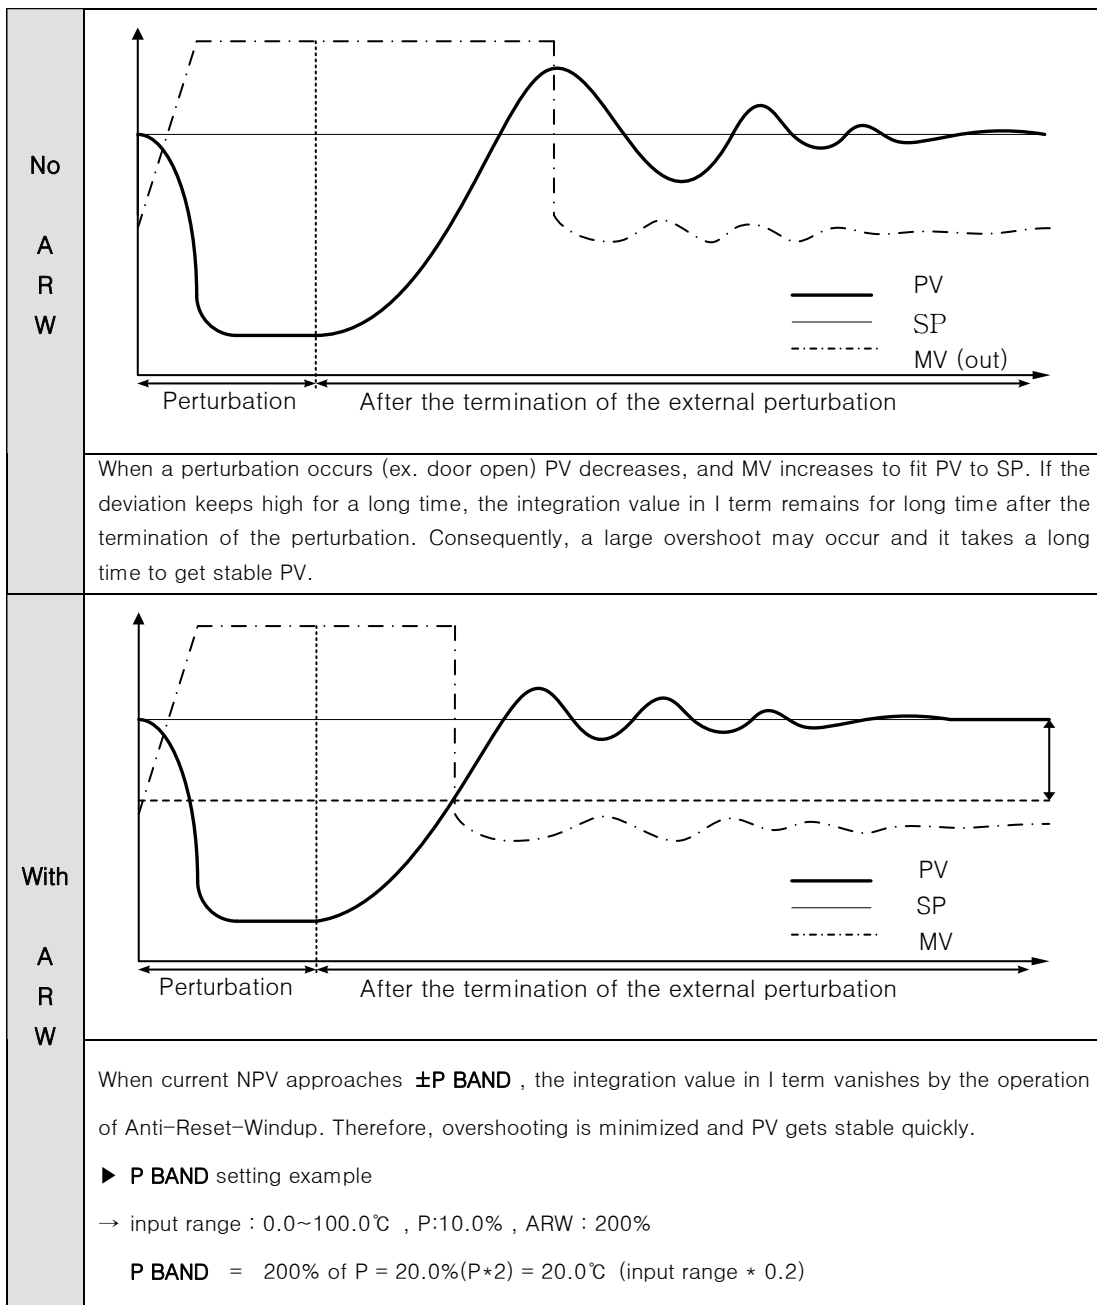 No
A
R
W
PV
SP
MV (out)
Perturbation
After the termination of the external perturbation
When a perturbation occurs (ex. door open) PV decreases, and MV increases to fit PV to SP. If the
deviation keeps high for a long time, the integration value in I term remains for long time after the
termination of the perturbation. Consequently, a large overshoot may occur and it takes a long
time to get stable PV.
With
A
R
W
PV
SP
MV
Perturbation
After the termination of the external perturbation
When current NPV approaches ±P BAND , the integration value in I term vanishes by the operation
of Anti-Reset-Windup. Therefore, overshooting is minimized and PV gets stable quickly.
▶ P BAND setting example
→ input range : 0.0~100.0℃ , P:10.0% , ARW : 200%
P BAND = 200% of P = 20.0%(P*2) = 20.0℃ (input range * 0.2)